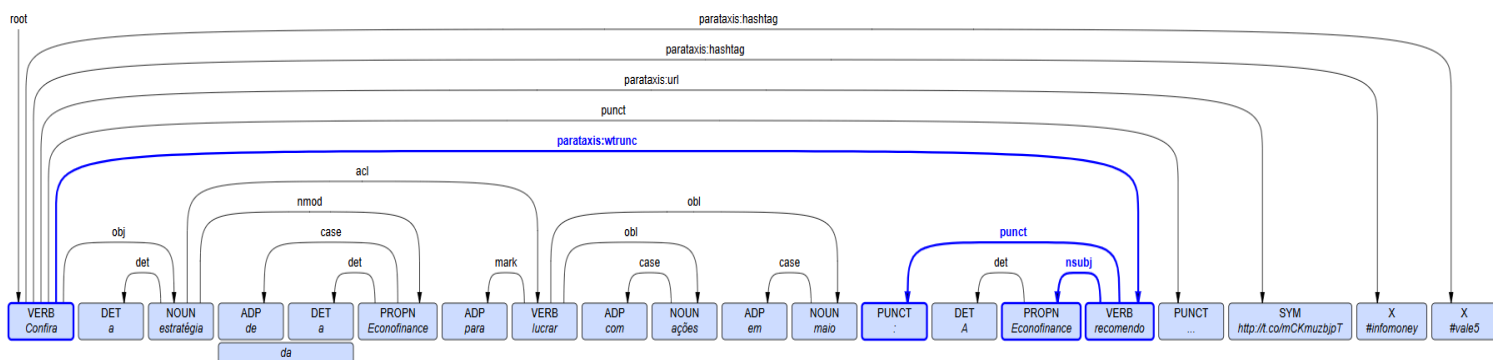 root
parataxis:hashtag
parataxis:hashtag
parataxis:url
punct
parataxis:wtrunc
acl
nmod obl
obj case obl punct
det det mark case case det nsubj
VERB DET NOUN ADP DET PROPN ADP VERB ADP NOUN ADP NOUN PUNCT DET PROPN VERB PUNCT SYM X X
Confira a estratégia de a Econofinance para lucrar com ações em maio : A Econofinance recomendo ... http://t.co/mCKmuzbjpT #infomoney #vale5
da